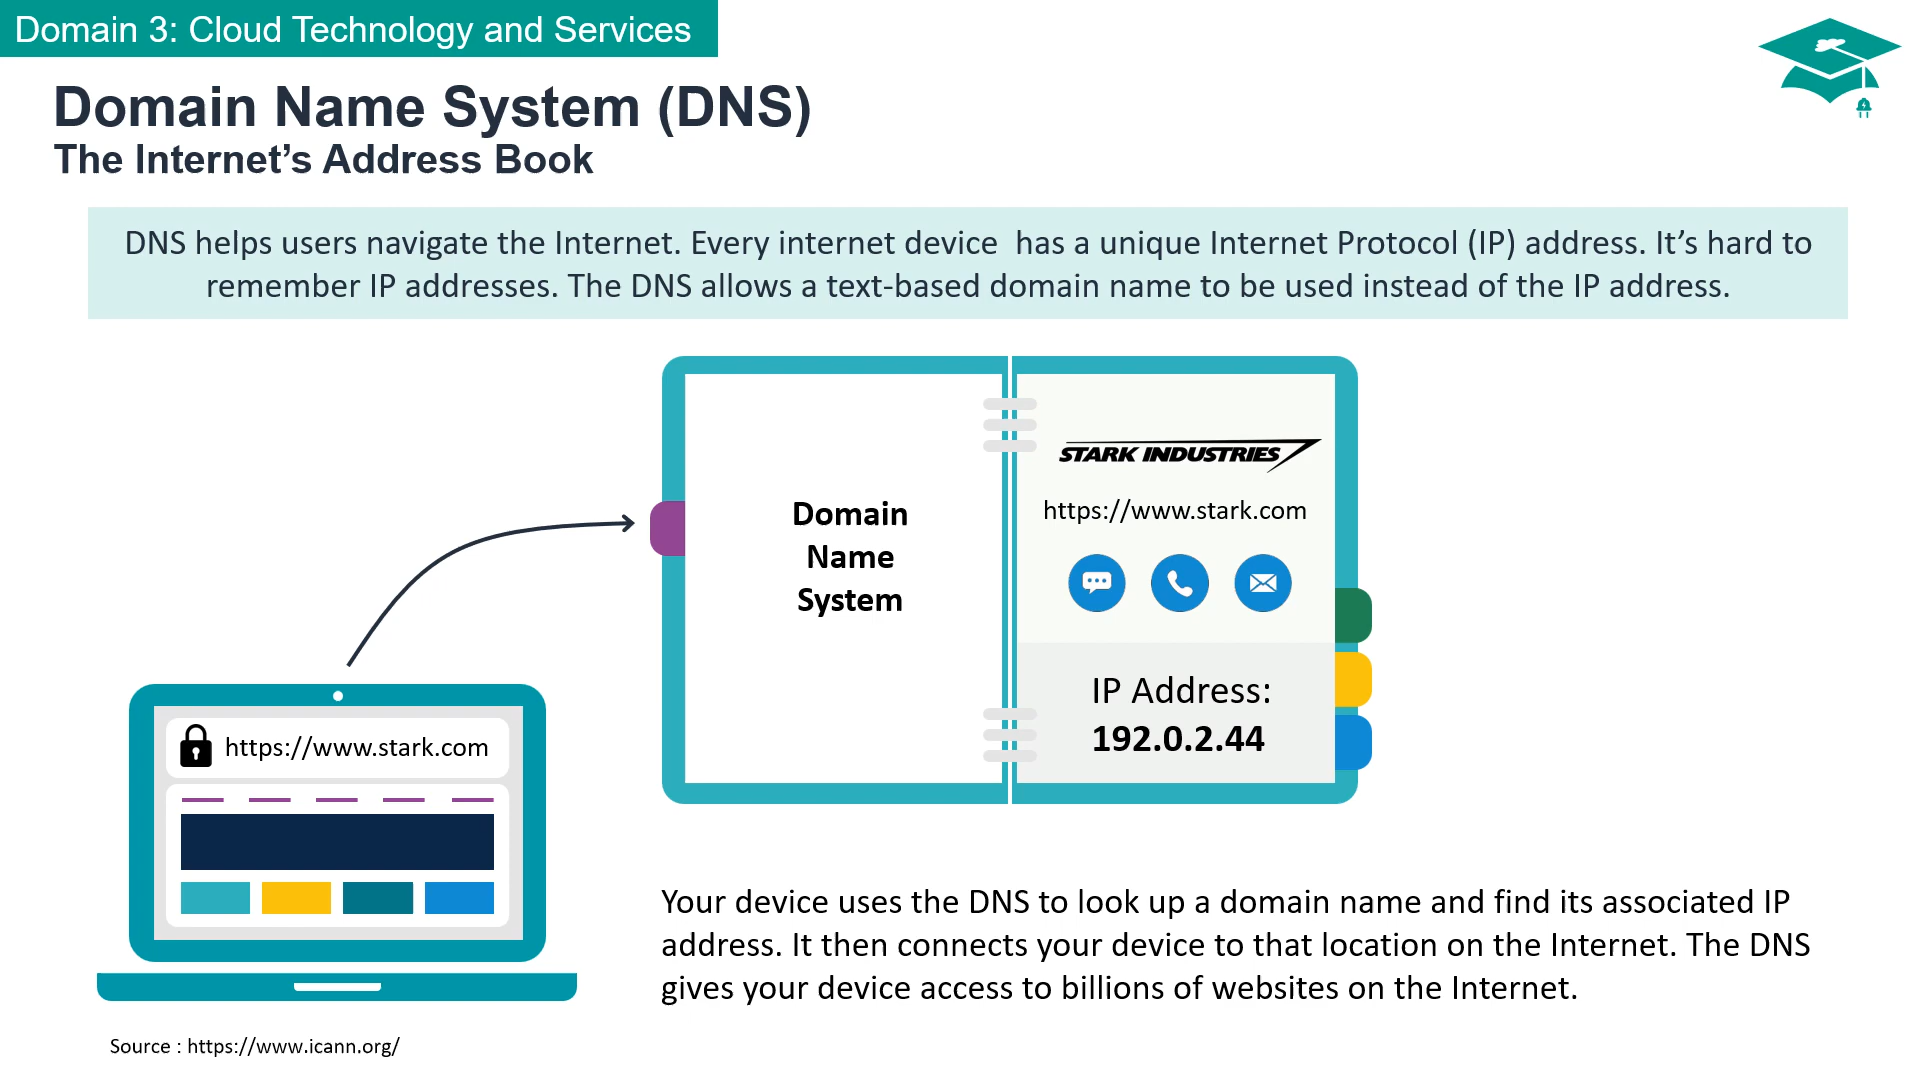 Domain 3: Cloud Technology and Services
Domain Name System (DNS)
The Internet’s Address Book
DNS helps users navigate the Internet. Every internet device  has a unique Internet Protocol (IP) address. It’s hard to
remember IP addresses. The DNS allows a text-based domain name to be used instead of the IP address.
Domain
Name
System
STARK INDUSTRIES
https://www.stark.com
IP Address:
192.0.2.44
https://www.stark.com
Your device uses the DNS to look up a domain name and find its associated IP
address. It then connects your device to that location on the Internet. The DNS
gives your device access to billions of websites on the Internet.
Source : https://www.icann.org/